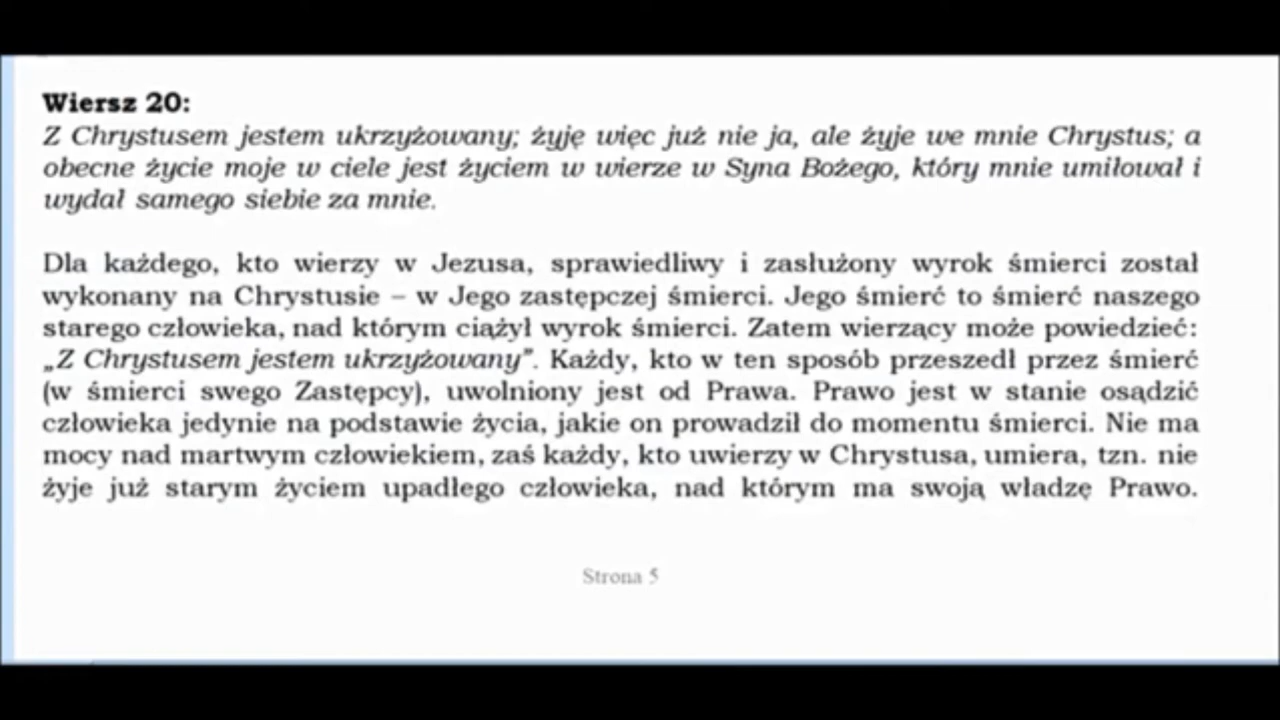 Wiersz 20:
Z Chrystusem jestem ukrzyżowany; żyję więc już nie ja, ale żyje we mnie Chrystus; a
obecne życie moje w ciele jest życiem w wierze w Syna Bożego, który mnie umiłował i
wydał samego siebie za mnie.
Dla każdego, kto wierzy w Jezusa, sprawiedliwy i zasłużony wyrok śmierci został
wykonany na Chrystusie – w Jego zastępczej śmierci. Jego śmierć to śmierć naszego
starego człowieka, nad którym ciążył wyrok śmierci. Zatem wierzący może powiedzieć:
„Z Chrystusem jestem ukrzyżowany”. Każdy, kto w ten sposób przeszedł przez śmierć
(w śmierci swego Zastępcy), uwolniony jest od Prawa. Prawo jest w stanie osądzić
człowieka jedynie na podstawie życia, jakie on prowadził do momentu śmierci. Nie ma
mocy nad martwym człowiekiem, zaś każdy, kto uwierzy w Chrystusa, umiera, tzn. nie
żyje już starym życiem upadłego człowieka, nad którym ma swoją władzę Prawo.
Strona 5